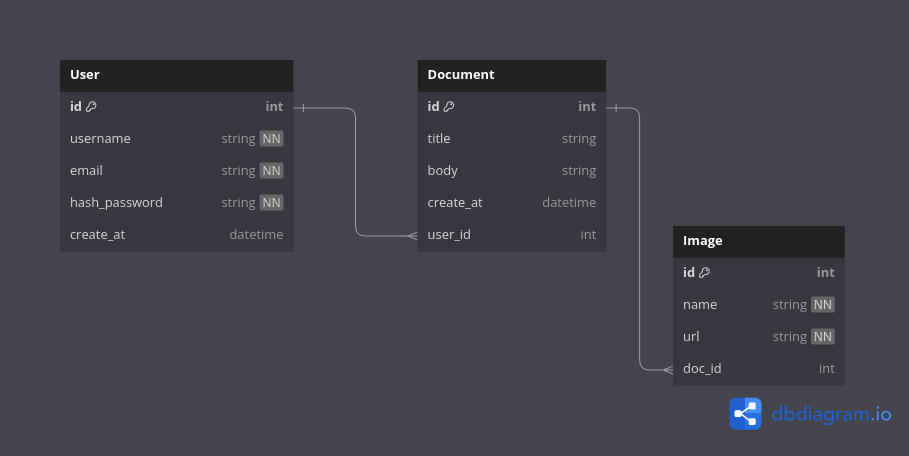 User
id int
username string NN
email string NN
hash_password string NN
create_at datetime
Document
id int
title string
body string
create_at datetime
user_id int
Image
id int
name string NN
url string NN
doc_id int
dbdiagram.io